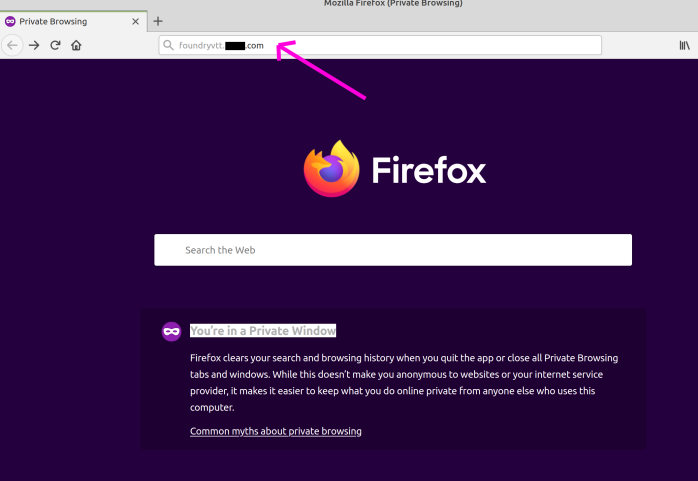 Mozilla Firefox (Private Browsing)
Private Browsing
foundryvtt. .com
Firefox
Search the Web
You're in a Private Window
Firefox clears your search and browsing history when you quit the app or close all Private Browsing
tabs and windows. While this doesn't make you anonymous to websites or your internet service
provider, it makes it easier to keep what you do online private from anyone else who uses this
computer.
Common myths about private browsing